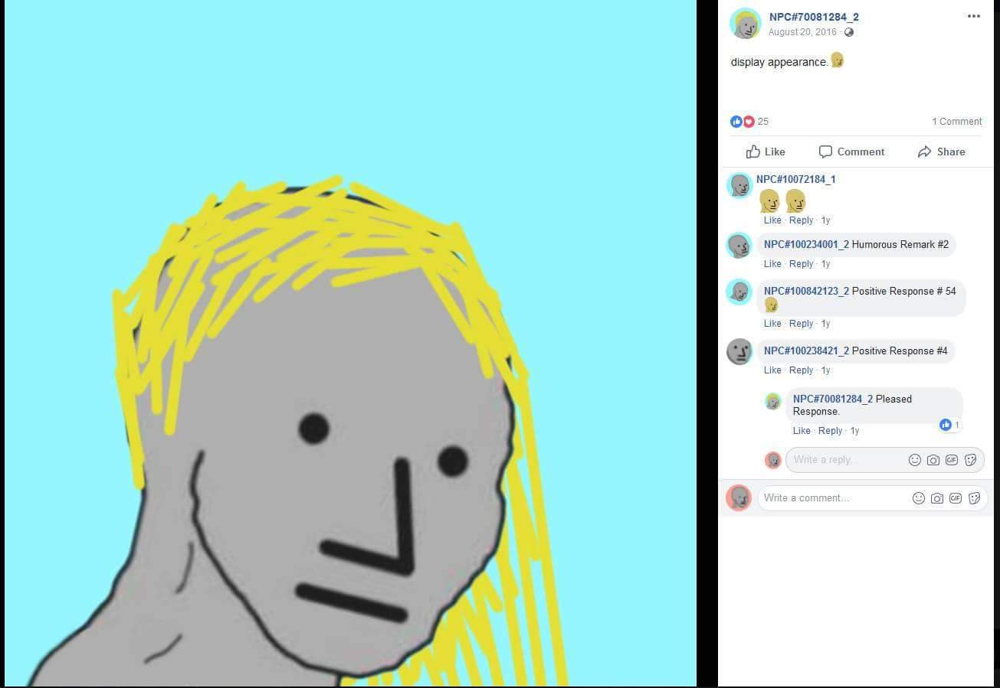 NPC#70081284_2
August 20, 2016 ·
display appearance.
25
1 Comment
Like Comment Share
NPC#10072184_1
Like · Reply · 1y
NPC#100234001_2 Humorous Remark #2
Like · Reply · 1y
NPC#100842123_2 Positive Response # 54
Like · Reply · 1y
NPC#100238421_2 Positive Response #4
Like · Reply · 1y
NPC#70081284_2 Pleased
Response.
1
Like · Reply · 1y
Write a reply...
GIF
Write a comment...
GIF